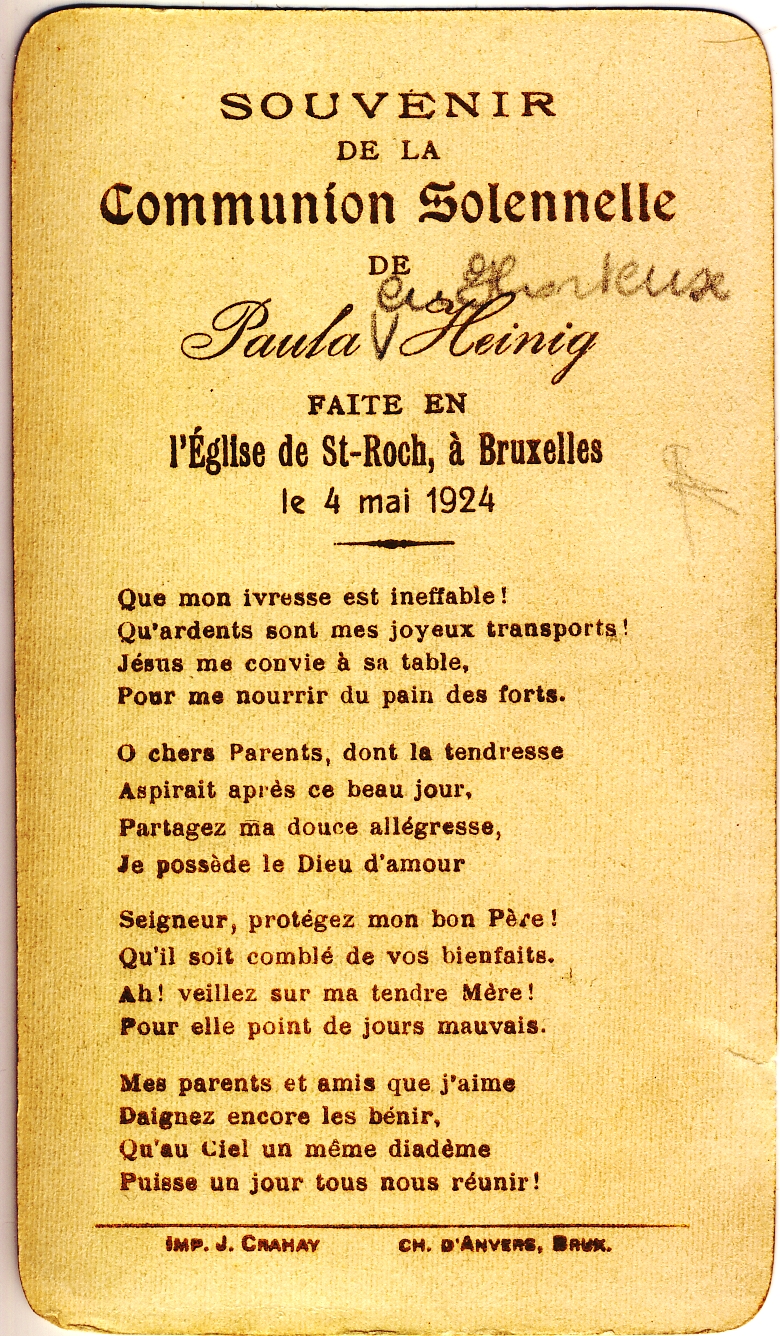 SOUVENIR
DE LA
Communion Solennelle
DE
Paula Heinig
FAITE EN
l'Église de St-Roch, à Bruxelles
le 4 mai 1924
Que mon ivresse est ineffable !
Qu'ardents sont mes joyeux transports !
Jésus me convie à sa table,
Pour me nourrir du pain des forts.
O chers Parents, dont la tendresse
Aspirait après ce beau jour,
Partagez ma douce allégresse,
Je possède le Dieu d'amour
Seigneur, protégez mon bon Père !
Qu'il soit comblé de vos bienfaits.
Ah ! veillez sur ma tendre Mère !
Pour elle point de jours mauvais.
Mes parents et amis que j'aime
Daignez encore les bénir,
Qu'au Ciel un même diadème
Puisse un jour tous nous réunir !
IMP. J. CRAHAY CH. D'ANVERS, BRUX.